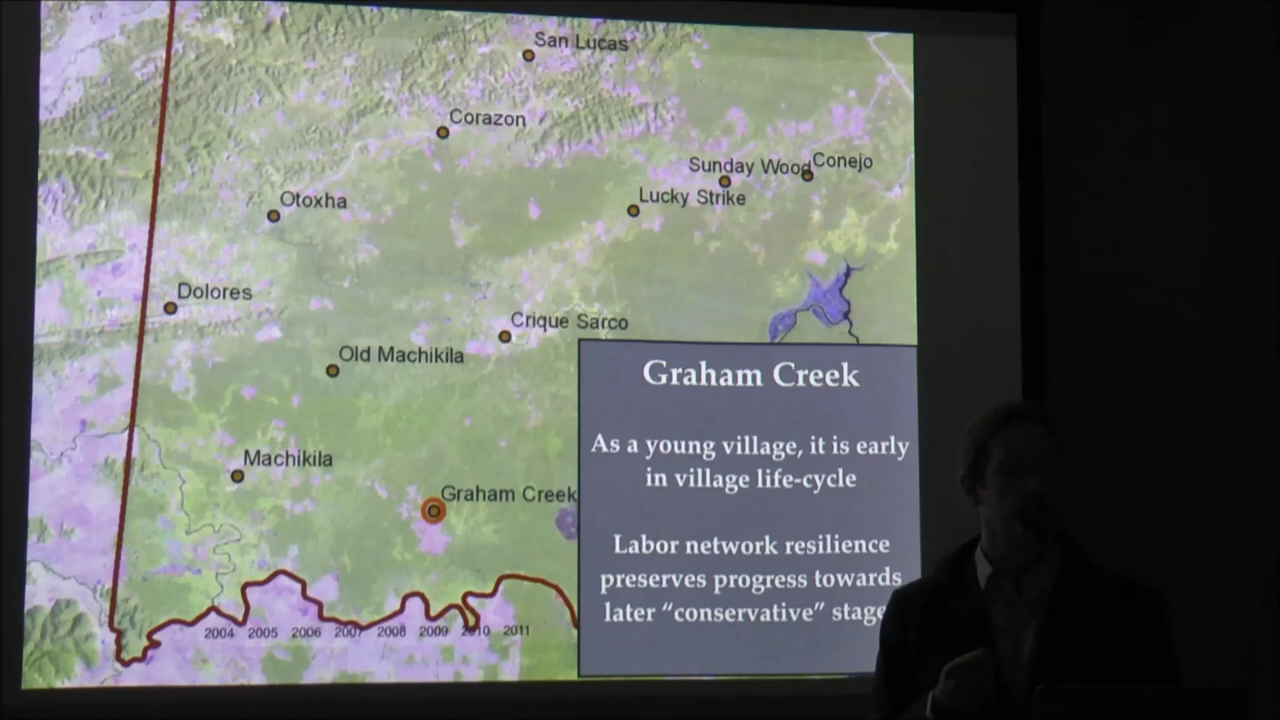 San Lucas
Corazon
Sunday Wood
Conejo
Otoxha
Lucky Strike
Dolores
Crique Sarco
Old Machikila
Machikila
Graham Creek
2004 2005 2006 2007 2008 2009 2010 2011
Graham Creek
As a young village, it is early
in village life-cycle
Labor network resilience
preserves progress towards
later “conservative” stage